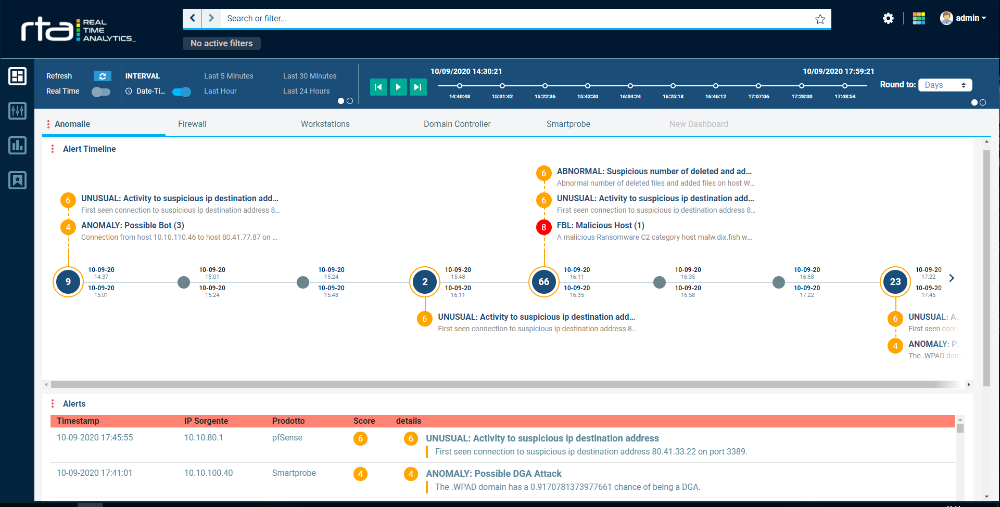 rta REAL
TIME
ANALYTICS_
Search or filter...
admin
No active filters
Refresh
Real Time
INTERVAL
Date-Ti...
Last 5 Minutes
Last 30 Minutes
Last Hour
Last 24 Hours
10/09/2020 14:30:21
10/09/2020 17:59:21
14:40:48 15:01:42 15:22:36 15:43:30 16:04:24 16:25:18 16:46:12 17:07:06 17:28:00 17:48:54
Round to: Days
Anomalie Firewall Workstations Domain Controller Smartprobe New Dashboard
Alert Timeline
6 ABNORMAL: Suspicious number of deleted and ad...
Abnormal number of deleted files and added files on host W...
6 UNUSUAL: Activity to suspicious ip destination add...
First seen connection to suspicious ip destination address 8...
6 UNUSUAL: Activity to suspicious ip destination add...
First seen connection to suspicious ip destination address 8...
4 ANOMALY: Possible Bot (3)
Connection from host 10.10.110.46 to host 80.41.77.87 on ...
8 FBL: Malicious Host (1)
A malicious Ransomware C2 category host malw.dix.fish w...
10-09-20 10-09-20 10-09-20 10-09-20 10-09-20 10-09-20 10-09-20 10-09-20
14:37 15:01 15:24 15:48 16:11 16:35 16:58 17:22
9 2 66 23
10-09-20 10-09-20 10-09-20 10-09-20 10-09-20 10-09-20 10-09-20 10-09-20
15:01 15:24 15:48 16:11 16:35 16:58 17:22 17:45
6 UNUSUAL: Activity to suspicious ip destination add...
First seen connection to suspicious ip destination address 8...
6 UNUSUAL: A...
First seen conn...
4 ANOMALY: P...
The .WPAD dom...
Alerts
Timestamp IP Sorgente Prodotto Score details
10-09-2020 17:45:55 10.10.80.1 pfSense 6 6 UNUSUAL: Activity to suspicious ip destination address
First seen connection to suspicious ip destination address 80.41.33.22 on port 3389.
10-09-2020 17:41:01 10.10.100.40 Smartprobe 4 4 ANOMALY: Possible DGA Attack
The .WPAD domain has a 0.9170781373977661 chance of being a DGA.